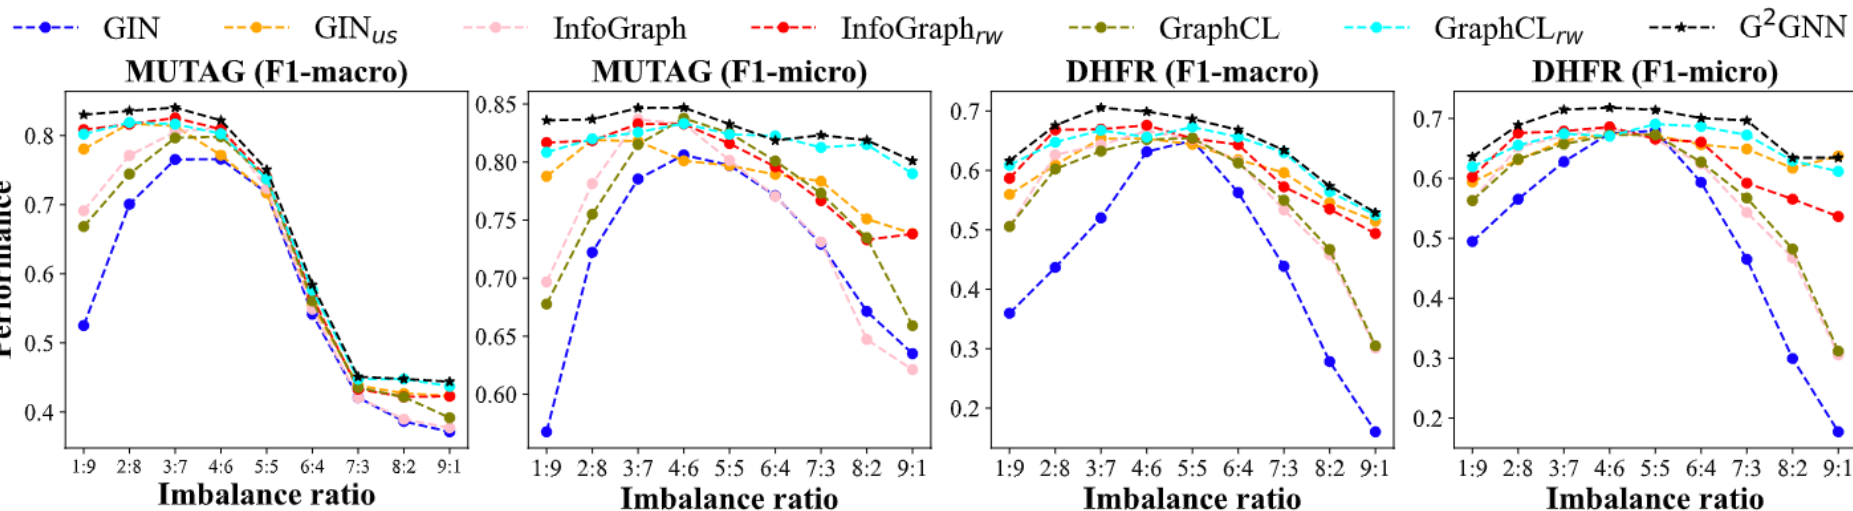 GIN GIN_us InfoGraph InfoGraph_rw GraphCL GraphCL_rw G²GNN
MUTAG (F1-macro) MUTAG (F1-micro) DHFR (F1-macro) DHFR (F1-micro)
Performance
0.8
0.7
0.6
0.5
0.4
1:9 2:8 3:7 4:6 5:5 6:4 7:3 8:2 9:1
Imbalance ratio
0.85
0.80
0.75
0.70
0.65
0.60
1:9 2:8 3:7 4:6 5:5 6:4 7:3 8:2 9:1
Imbalance ratio
0.7
0.6
0.5
0.4
0.3
0.2
1:9 2:8 3:7 4:6 5:5 6:4 7:3 8:2 9:1
Imbalance ratio
0.7
0.6
0.5
0.4
0.3
0.2
1:9 2:8 3:7 4:6 5:5 6:4 7:3 8:2 9:1
Imbalance ratio